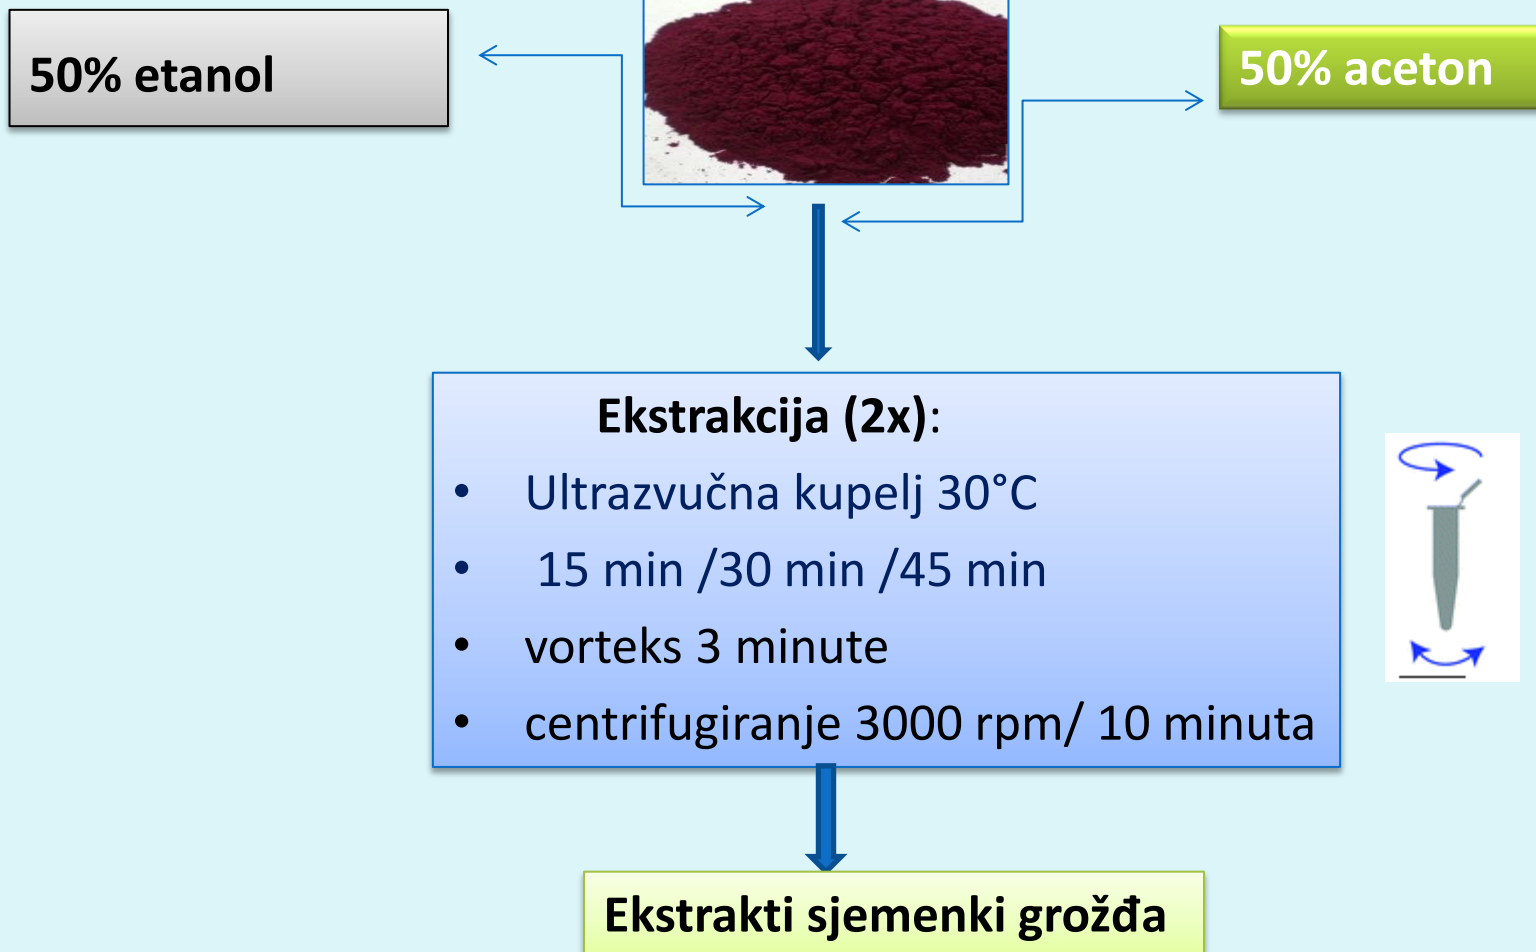 50% etanol
50% aceton
Ekstrakcija (2x):
• Ultrazvučna kupelj 30°C
• 15 min /30 min /45 min
• vorteks 3 minute
• centrifugiranje 3000 rpm/ 10 minuta
Ekstrakti sjemenki grožđa